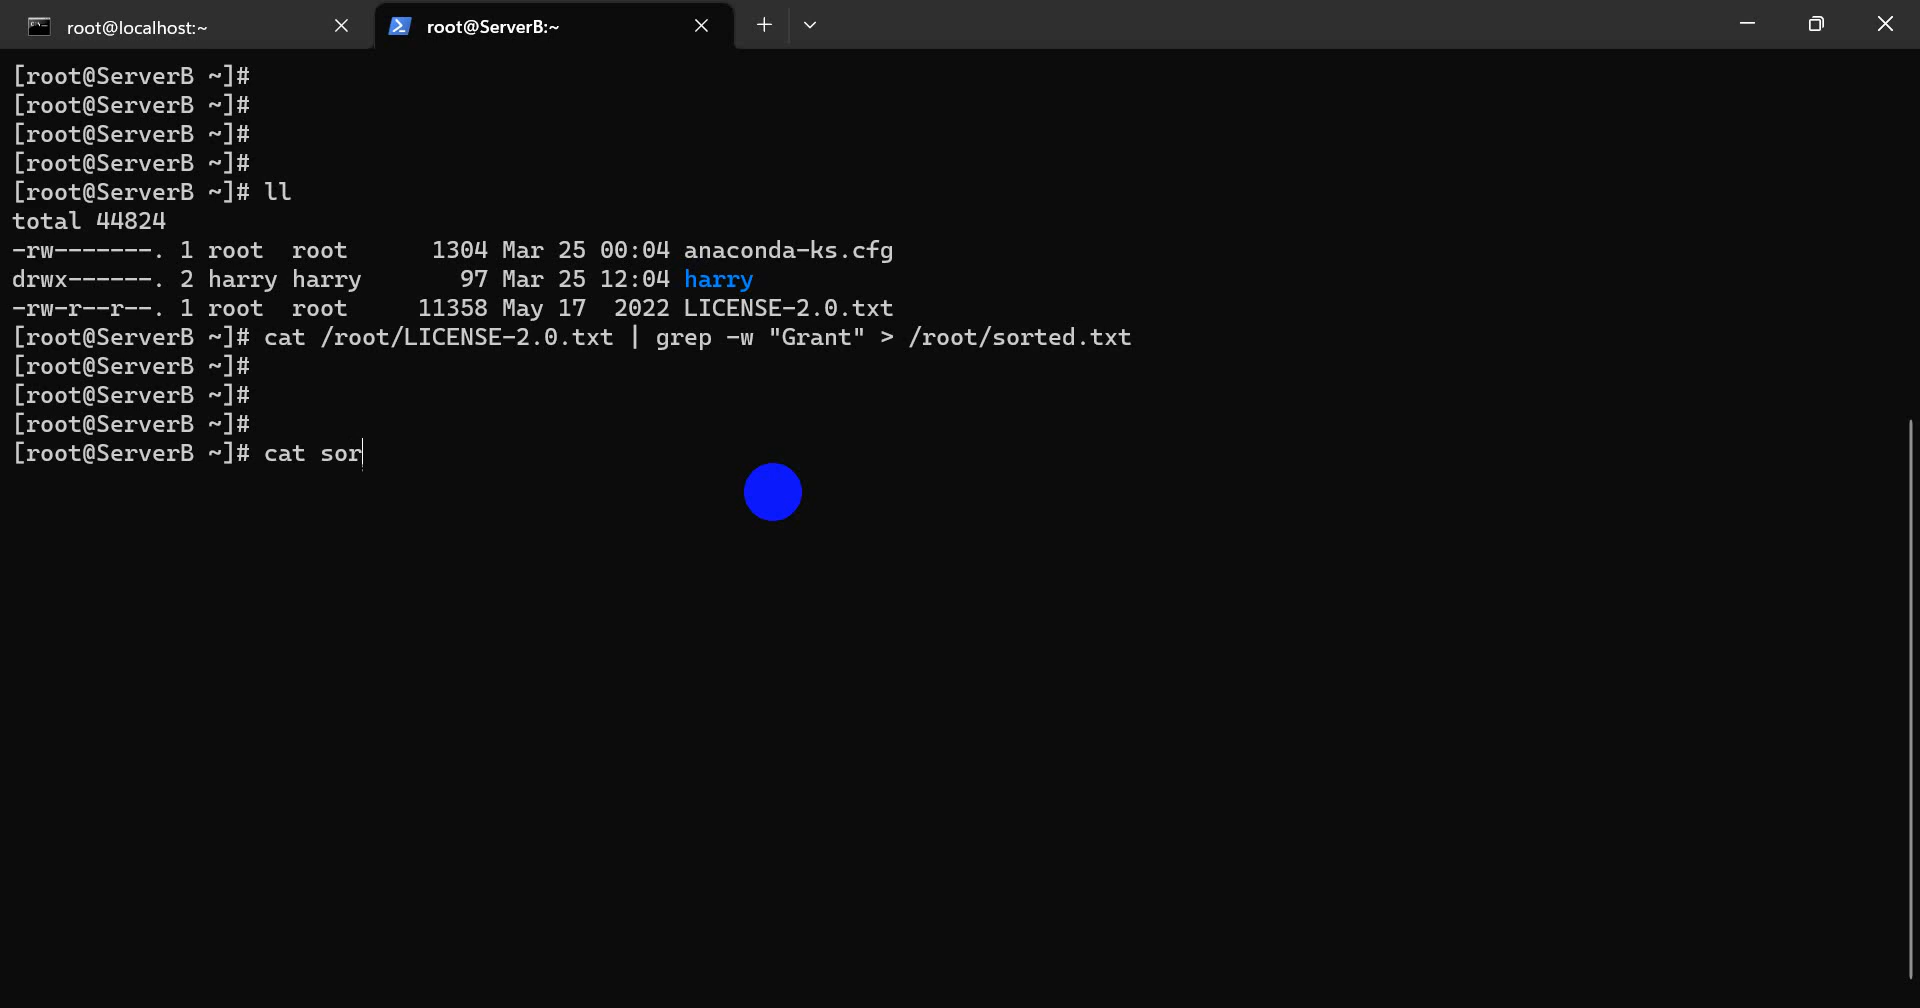 root@localhost:~
root@ServerB:~
[root@ServerB ~]#
[root@ServerB ~]#
[root@ServerB ~]#
[root@ServerB ~]#
[root@ServerB ~]# ll
total 44824
-rw-------. 1 root  root      1304 Mar 25 00:04 anaconda-ks.cfg
drwx------. 2 harry harry       97 Mar 25 12:04 harry
-rw-r--r--. 1 root  root     11358 May 17  2022 LICENSE-2.0.txt
[root@ServerB ~]# cat /root/LICENSE-2.0.txt | grep -w "Grant" > /root/sorted.txt
[root@ServerB ~]#
[root@ServerB ~]#
[root@ServerB ~]#
[root@ServerB ~]# cat sor